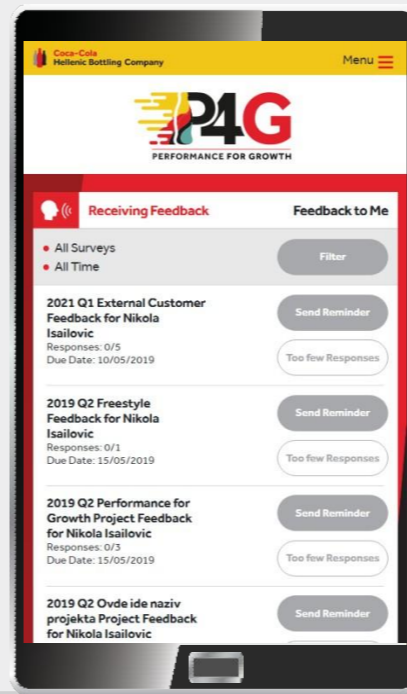 Coca-Cola
Hellenic Bottling Company
Menu
P4G
PERFORMANCE FOR GROWTH
Receiving Feedback
Feedback to Me
All Surveys
All Time
Filter
2021 Q1 External Customer
Feedback for Nikola
Isailovic
Responses: 0/5
Due Date: 10/05/2019
Send Reminder
Too few Responses
2019 Q2 Freestyle
Feedback for Nikola
Isailovic
Responses: 0/1
Due Date: 15/05/2019
Send Reminder
Too few Responses
2019 Q2 Performance for
Growth Project Feedback
for Nikola Isailovic
Responses: 0/3
Due Date: 15/05/2019
Send Reminder
Too few Responses
2019 Q2 Ovde ide naziv
projekta Project Feedback
for Nikola Isailovic
Send Reminder